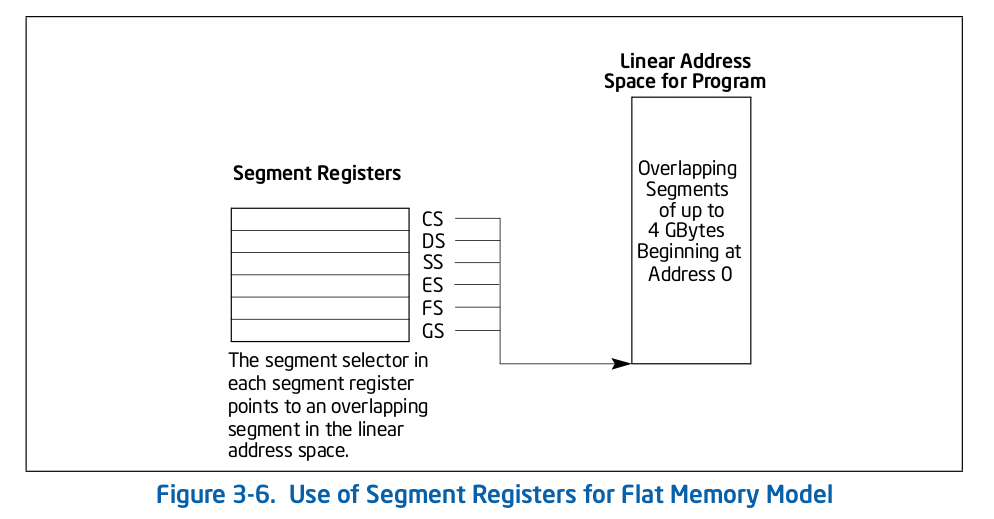 Linear Address
Space for Program
Overlapping
Segments
of up to
4 GBytes
Beginning at
Address 0
Segment Registers
CS
DS
SS
ES
FS
GS
The segment selector in
each segment register
points to an overlapping
segment in the linear
address space.
Figure 3-6. Use of Segment Registers for Flat Memory Model